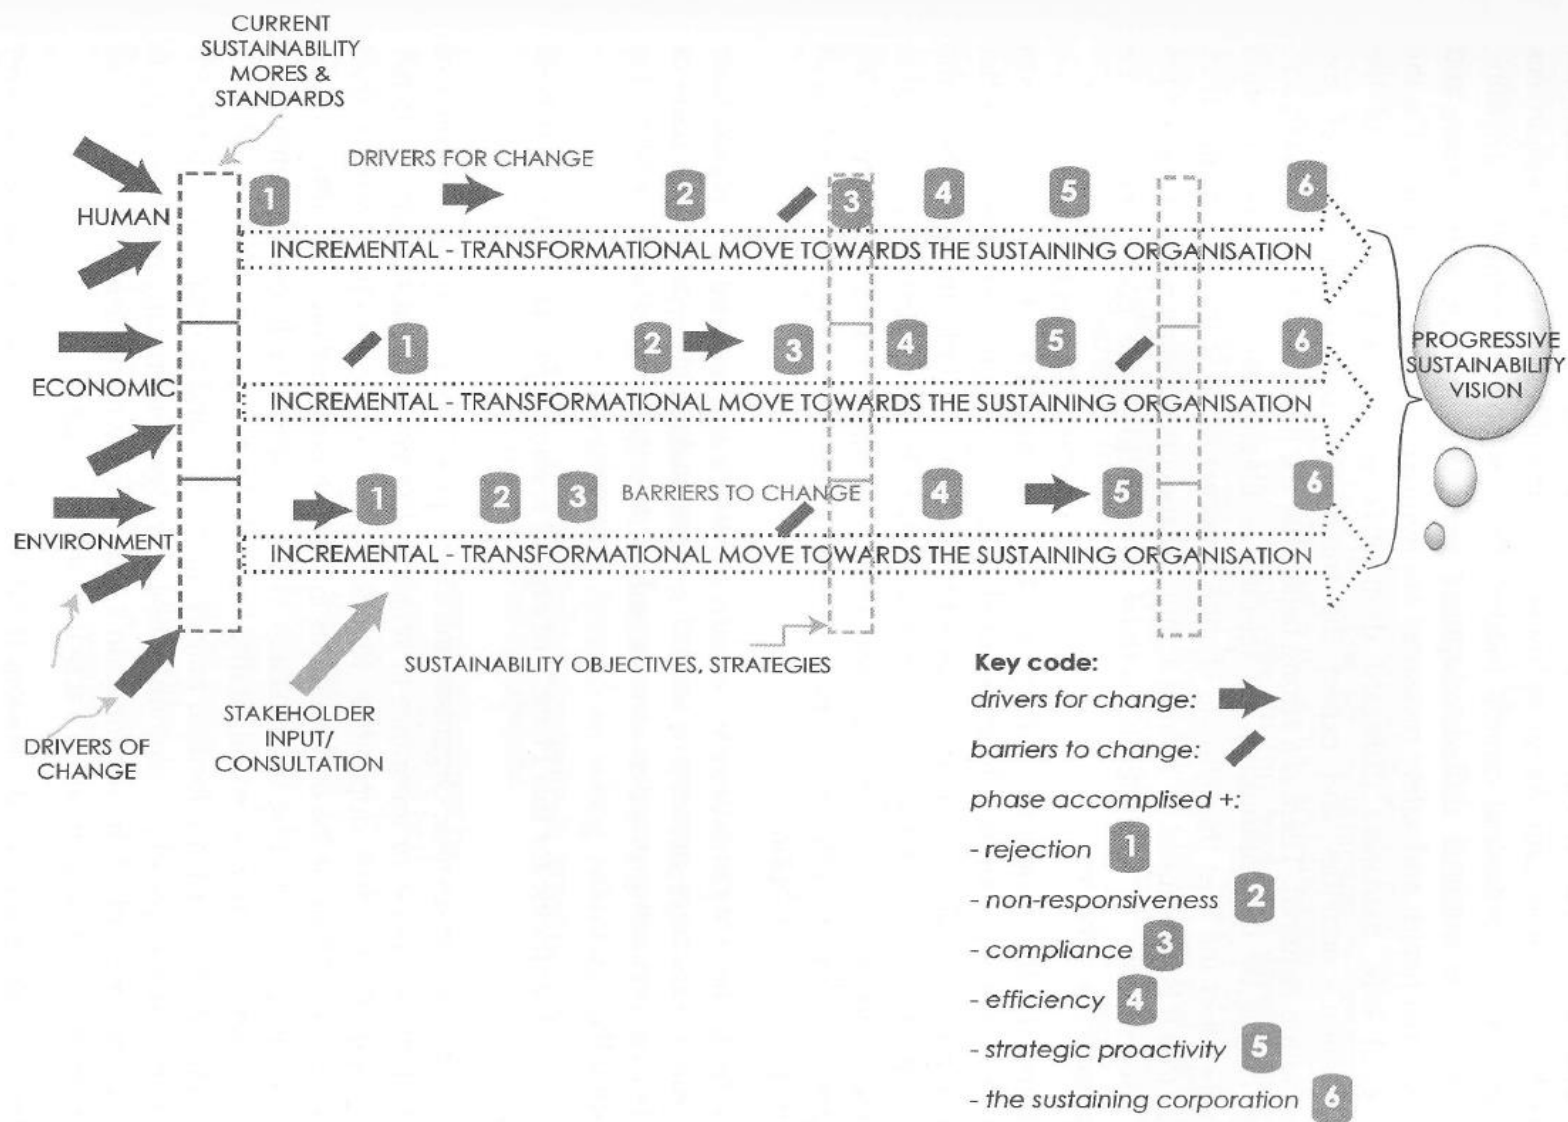 CURRENT
SUSTAINABILITY
MORES &
STANDARDS
DRIVERS FOR CHANGE
HUMAN
1
2
3
4
5
6
INCREMENTAL - TRANSFORMATIONAL MOVE TOWARDS THE SUSTAINING ORGANISATION
ECONOMIC
1
2
3
4
5
6
INCREMENTAL - TRANSFORMATIONAL MOVE TOWARDS THE SUSTAINING ORGANISATION
PROGRESSIVE
SUSTAINABILITY
VISION
ENVIRONMENT
1
2
3
BARRIERS TO CHANGE
4
5
6
INCREMENTAL - TRANSFORMATIONAL MOVE TOWARDS THE SUSTAINING ORGANISATION
SUSTAINABILITY OBJECTIVES, STRATEGIES
STAKEHOLDER
INPUT/
CONSULTATION
DRIVERS OF
CHANGE
Key code:
drivers for change:
barriers to change:
phase accomplised +:
- rejection 1
- non-responsiveness 2
- compliance 3
- efficiency 4
- strategic proactivity 5
- the sustaining corporation 6